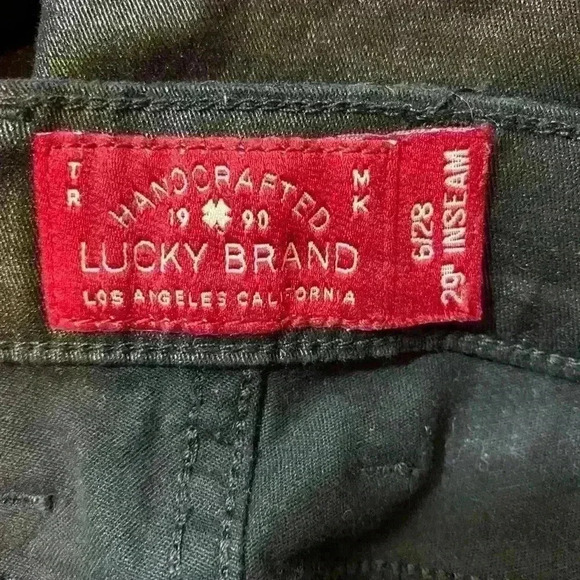 TR MK
HANDCRAFTED
19 90
LUCKY BRAND
LOS ANGELES CALIFORNIA
6/28
29" INSEAM